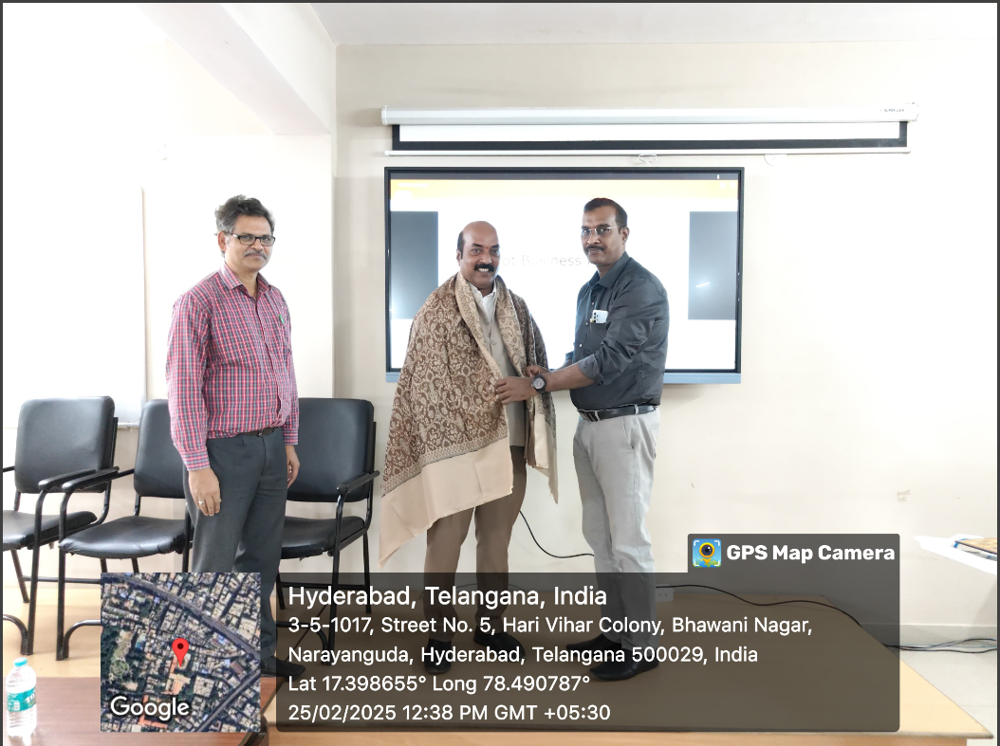 ot Business
GPS Map Camera
Hyderabad, Telangana, India
3-5-1017, Street No. 5, Hari Vihar Colony, Bhawani Nagar,
Narayanguda, Hyderabad, Telangana 500029, India
Lat 17.398655° Long 78.490787°
25/02/2025 12:38 PM GMT +05:30
Google